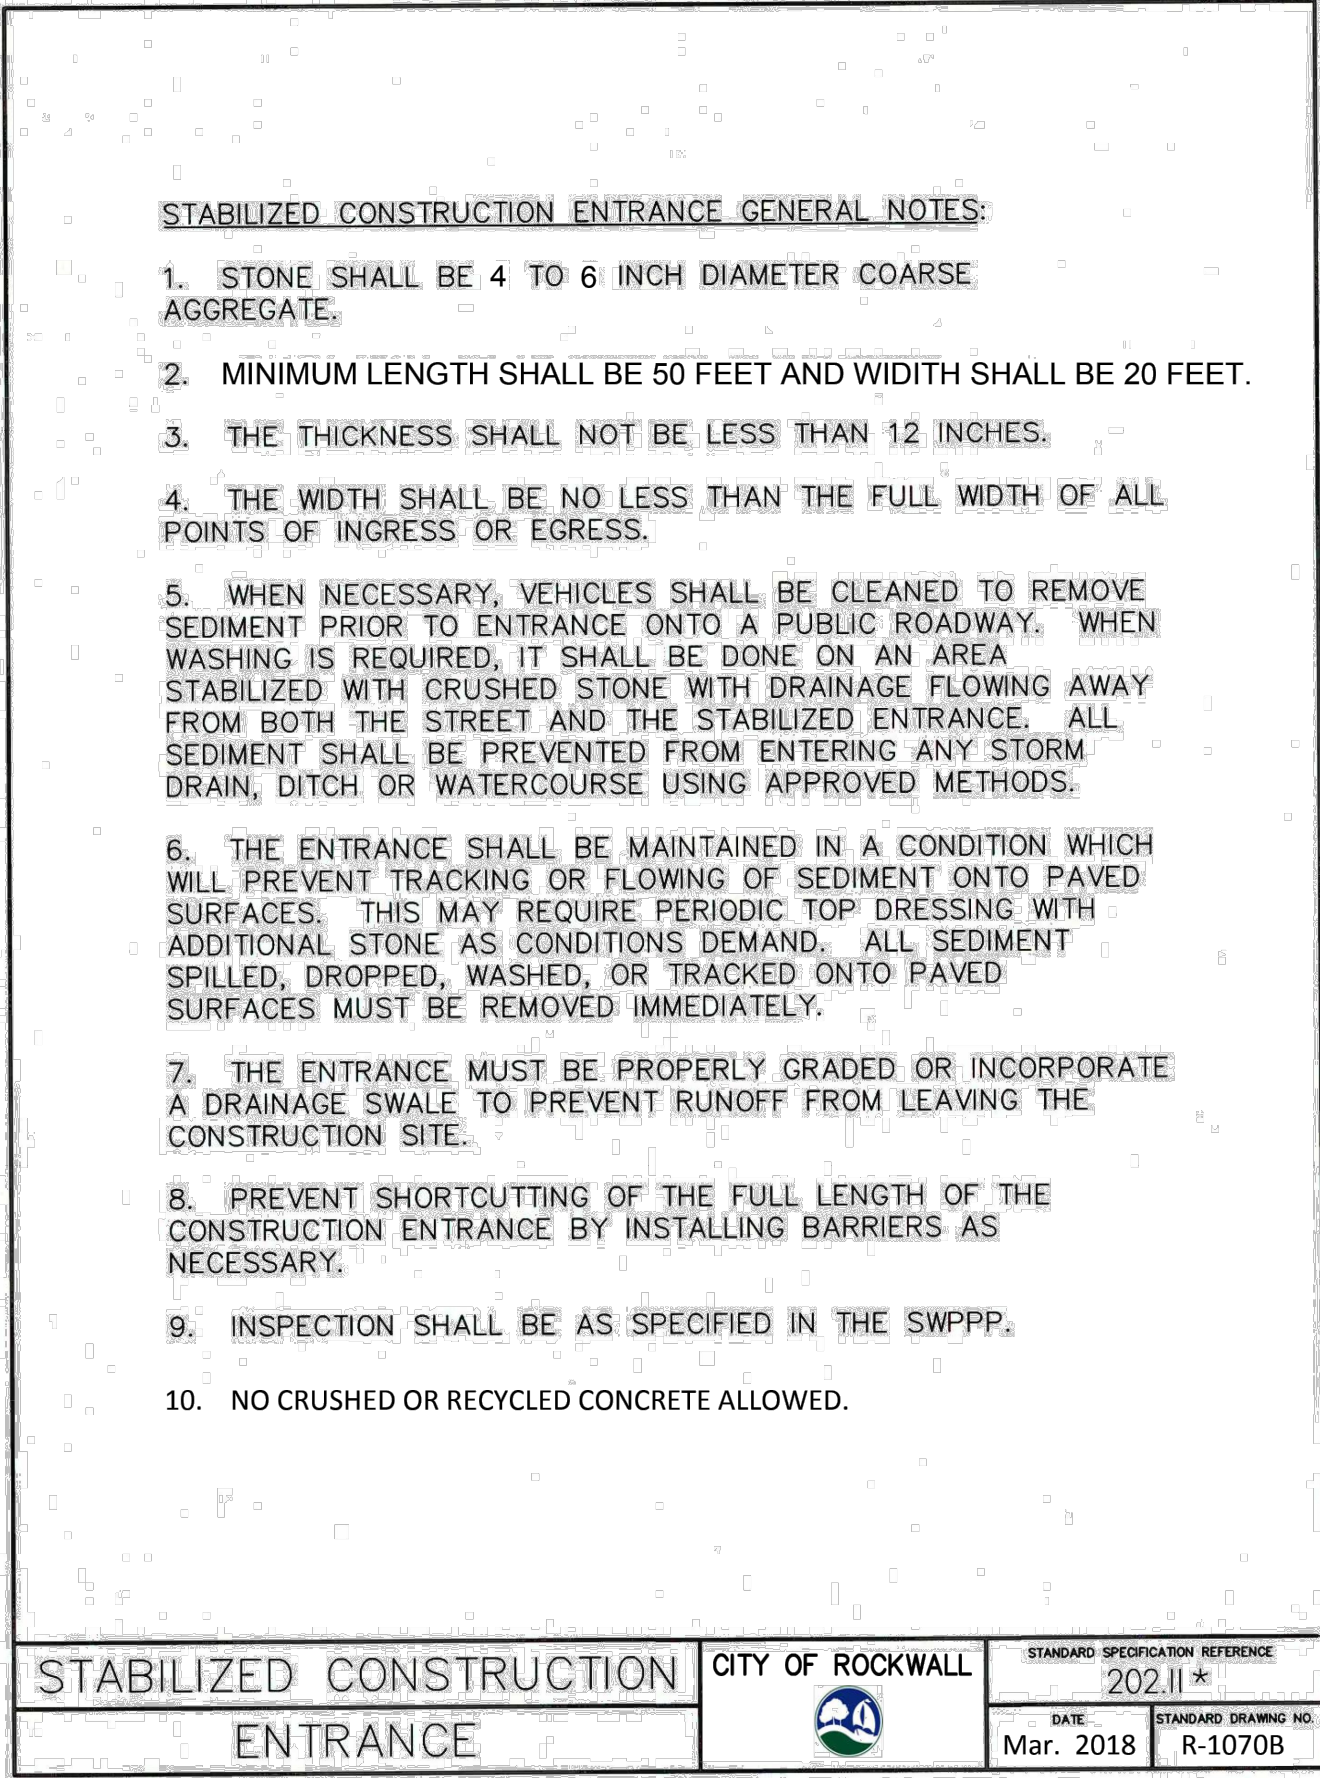 STABILIZED CONSTRUCTION ENTRANCE GENERAL NOTES:
1. STONE SHALL BE 4 TO 6 INCH DIAMETER COARSE
AGGREGATE.
2. MINIMUM LENGTH SHALL BE 50 FEET AND WIDITH SHALL BE 20 FEET.
3. THE THICKNESS SHALL NOT BE LESS THAN 12 INCHES.
4. THE WIDTH SHALL BE NO LESS THAN THE FULL WIDTH OF ALL
POINTS OF INGRESS OR EGRESS.
5. WHEN NECESSARY, VEHICLES SHALL BE CLEANED TO REMOVE
SEDIMENT PRIOR TO ENTRANCE ONTO A PUBLIC ROADWAY. WHEN
WASHING IS REQUIRED, IT SHALL BE DONE ON AN AREA
STABILIZED WITH CRUSHED STONE WITH DRAINAGE FLOWING AWAY
FROM BOTH THE STREET AND THE STABILIZED ENTRANCE. ALL
SEDIMENT SHALL BE PREVENTED FROM ENTERING ANY STORM
DRAIN, DITCH OR WATERCOURSE USING APPROVED METHODS.
6. THE ENTRANCE SHALL BE MAINTAINED IN A CONDITION WHICH
WILL PREVENT TRACKING OR FLOWING OF SEDIMENT ONTO PAVED
SURFACES. THIS MAY REQUIRE PERIODIC TOP DRESSING WITH
ADDITIONAL STONE AS CONDITIONS DEMAND. ALL SEDIMENT
SPILLED, DROPPED, WASHED, OR TRACKED ONTO PAVED
SURFACES MUST BE REMOVED IMMEDIATELY.
7. THE ENTRANCE MUST BE PROPERLY GRADED OR INCORPORATE
A DRAINAGE SWALE TO PREVENT RUNOFF FROM LEAVING THE
CONSTRUCTION SITE.
8. PREVENT SHORTCUTTING OF THE FULL LENGTH OF THE
CONSTRUCTION ENTRANCE BY INSTALLING BARRIERS AS
NECESSARY.
9. INSPECTION SHALL BE AS SPECIFIED IN THE SWPPP.
10. NO CRUSHED OR RECYCLED CONCRETE ALLOWED.
STABILIZED CONSTRUCTION
ENTRANCE
CITY OF ROCKWALL
STANDARD SPECIFICATION REFERENCE
202.II *
DATE
Mar. 2018
STANDARD DRAWING NO.
R-1070B